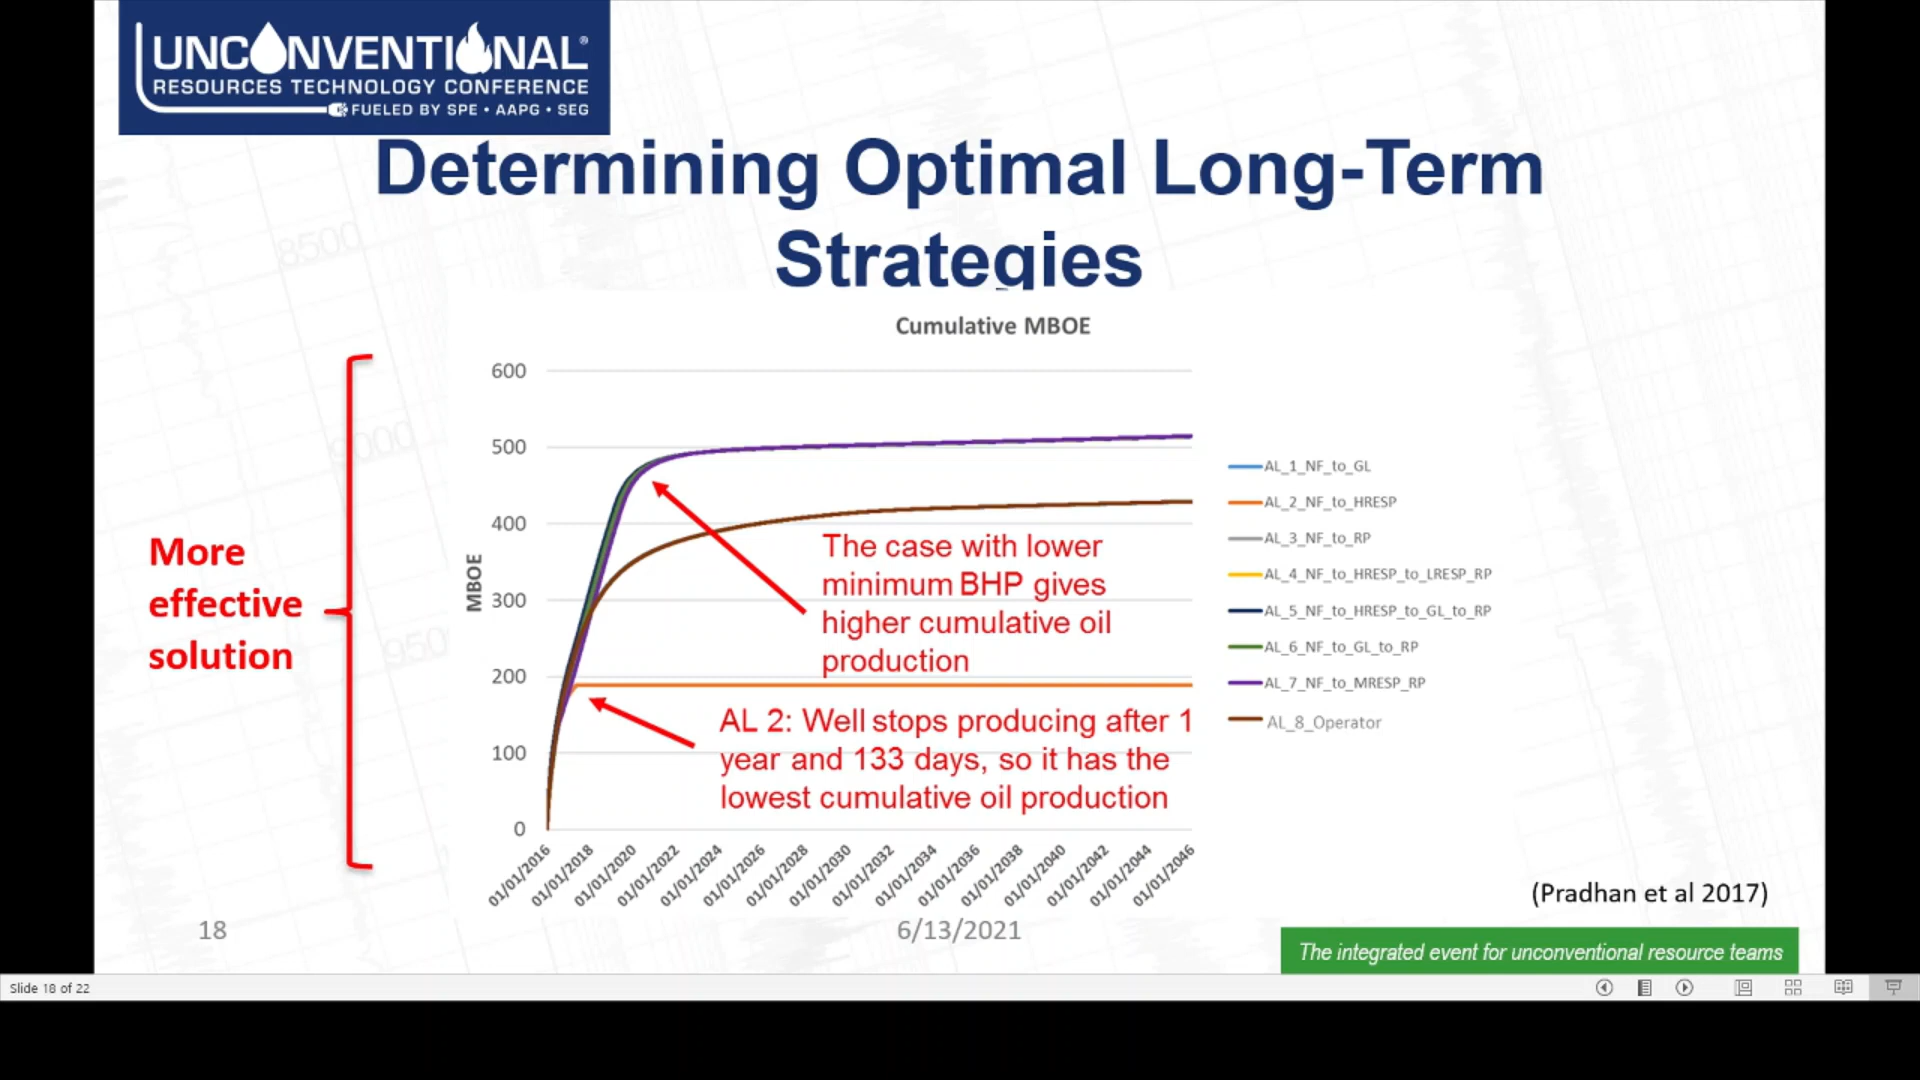 UNCONVENTIONAL®
RESOURCES TECHNOLOGY CONFERENCE
FUELED BY SPE • AAPG • SEG
Determining Optimal Long-Term
Strategies
8500
9000
950
Cumulative MBOE
MBOE
600
500
400
300
200
100
0
01/01/2016
01/01/2018
01/01/2020
01/01/2022
01/01/2024
01/01/2026
01/01/2028
01/01/2030
01/01/2032
01/01/2034
01/01/2036
01/01/2038
01/01/2040
01/01/2042
01/01/2044
01/01/2046
More
effective
solution
The case with lower
minimum BHP gives
higher cumulative oil
production
AL 2: Well stops producing after 1
year and 133 days, so it has the
lowest cumulative oil production
AL_1_NF_to_GL
AL_2_NF_to_HRESP
AL_3_NF_to_RP
AL_4_NF_to_HRESP_to_LRESP_RP
AL_5_NF_to_HRESP_to_GL_to_RP
AL_6_NF_to_GL_to_RP
AL_7_NF_to_MRESP_RP
AL_8_Operator
(Pradhan et al 2017)
18
6/13/2021
The integrated event for unconventional resource teams
Slide 18 of 22